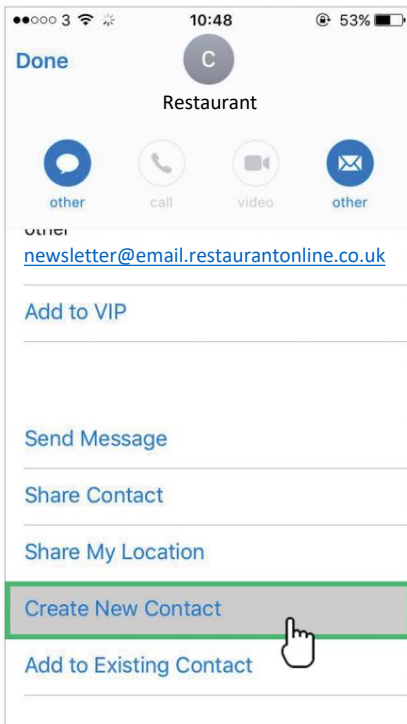 3 10:48 53%
Done
C
Restaurant
other call video other
other
newsletter@email.restaurantonline.co.uk
Add to VIP
Send Message
Share Contact
Share My Location
Create New Contact
Add to Existing Contact